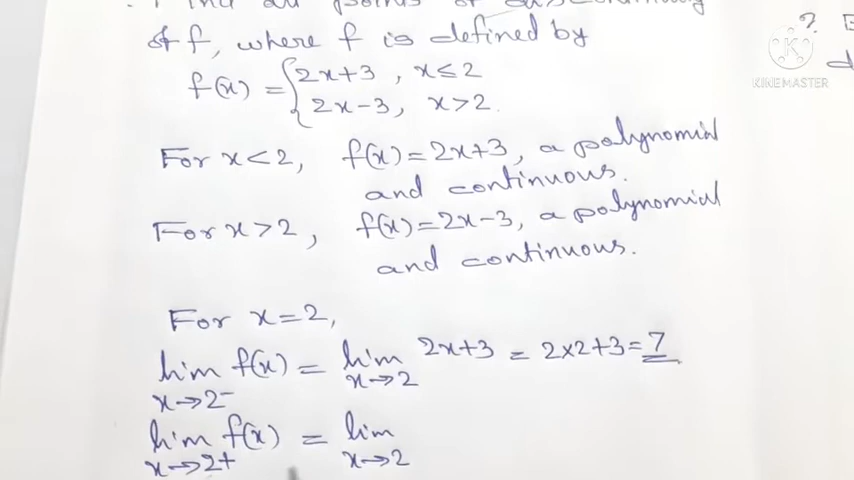 of f, where f is defined by
f(x) = { 2x+3 , x ≤ 2
2x-3, x>2.
For x<2, f(x)=2x+3, a polynomial
and continuous.
For x>2, f(x)=2x-3, a polynomial
and continuous.
For x=2,
lim f(x) = lim 2x+3 = 2x2+3=7
x→2- x→2
lim f(x) = lim
x→2+ x→2
?
K
KINEMASTER